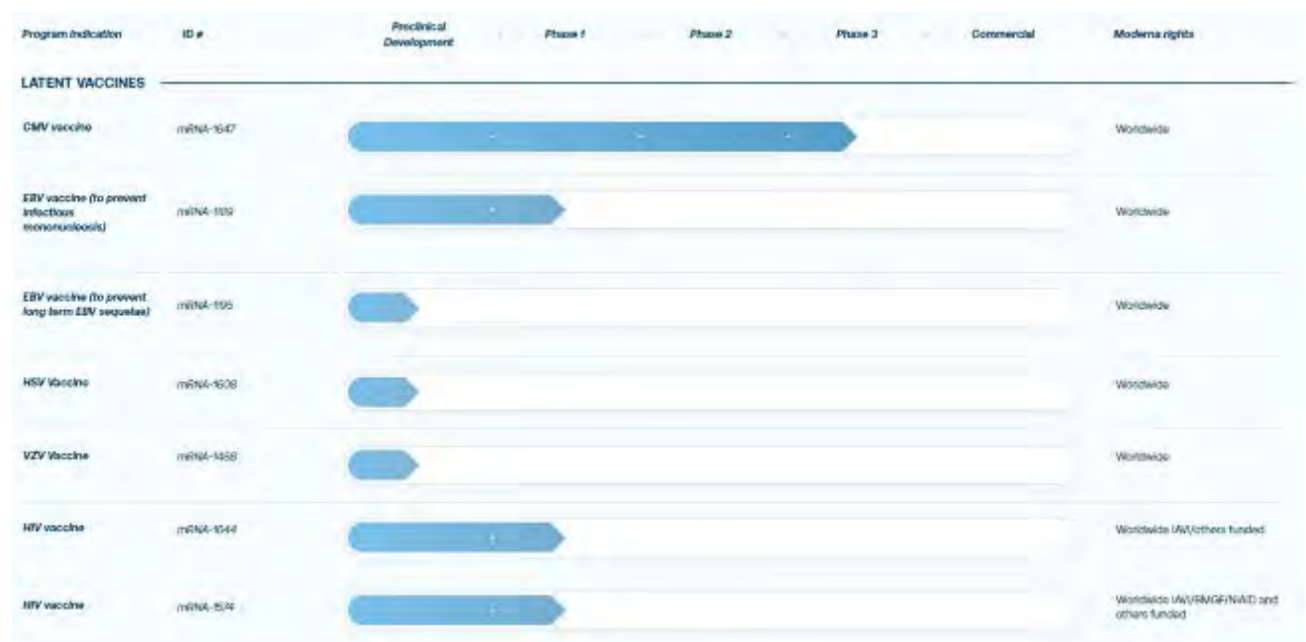 Program Indication ID # Preclinical Development Phase 1 Phase 2 Phase 3 Commercial Moderna rights
LATENT VACCINES
CMV vaccine mRNA-1647 Worldwide
EBV vaccine (to prevent
infectious
mononucleosis) mRNA-1189 Worldwide
EBV vaccine (to prevent
long term EBV sequelae) mRNA-1195 Worldwide
HSV Vaccine mRNA-1608 Worldwide
VZV Vaccine mRNA-1468 Worldwide
HIV vaccine mRNA-1644 Worldwide IAVI/others funded
HIV vaccine mRNA-1574 Worldwide IAVI/BMGF/NIAID and
others funded